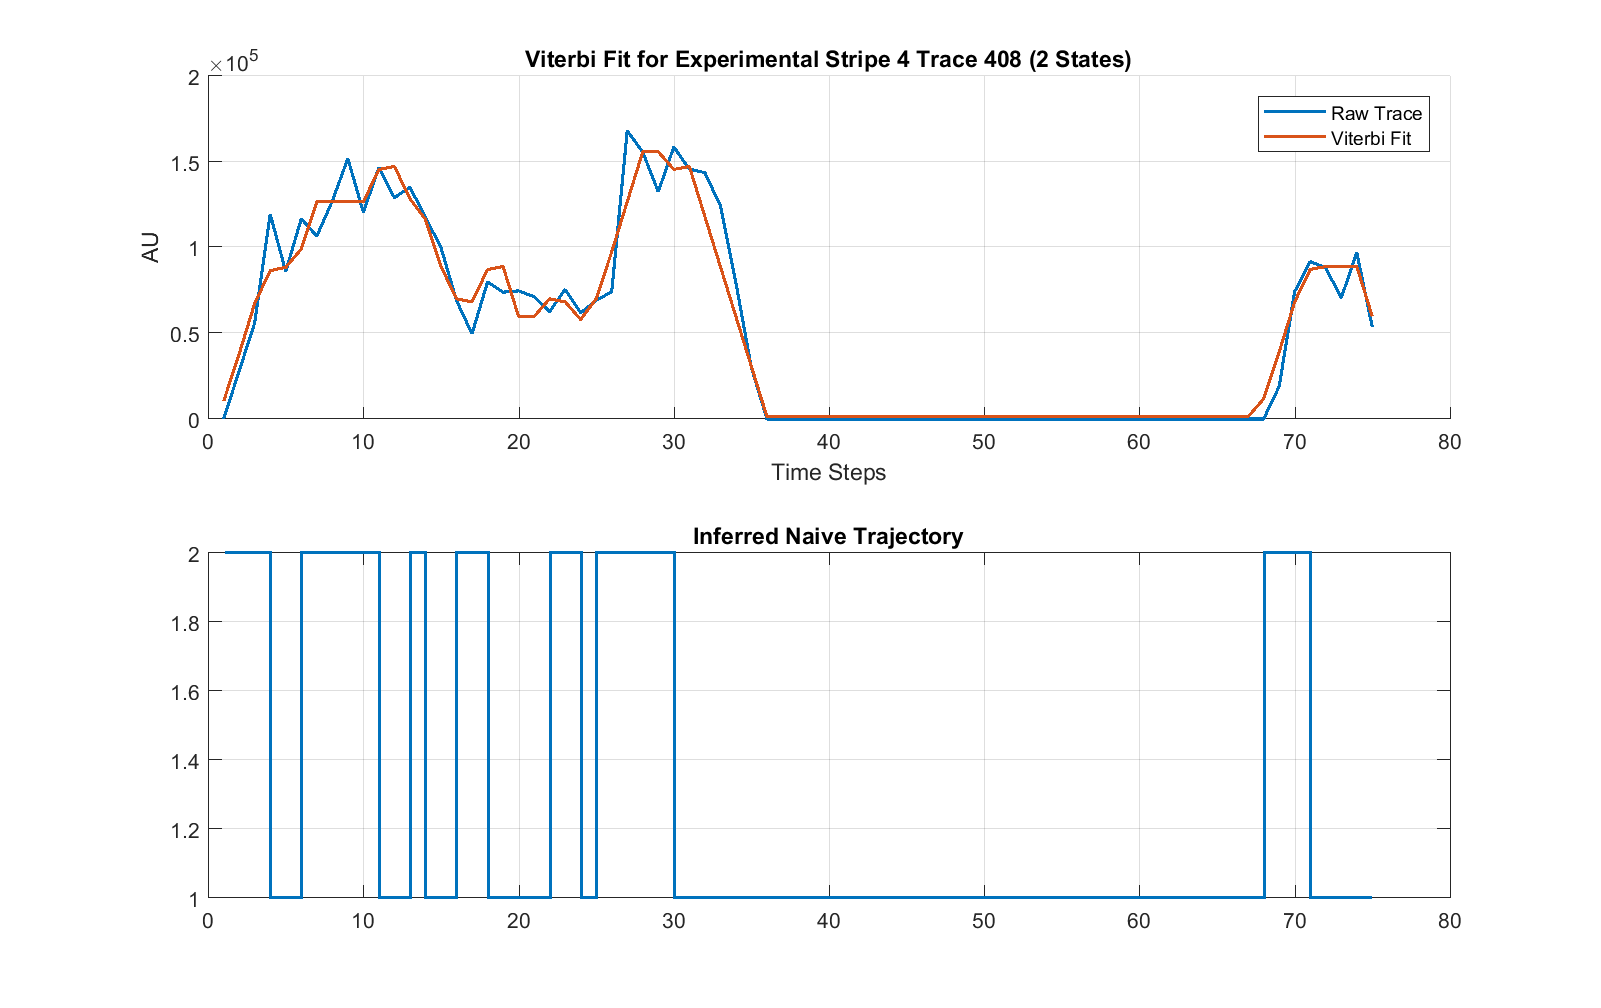 Viterbi Fit for Experimental Stripe 4 Trace 408 (2 States)
×10^5
2
1.5
1
0.5
0
AU
Raw Trace
Viterbi Fit
0 10 20 30 40 50 60 70 80
Time Steps
Inferred Naive Trajectory
2
1.8
1.6
1.4
1.2
1
0 10 20 30 40 50 60 70 80